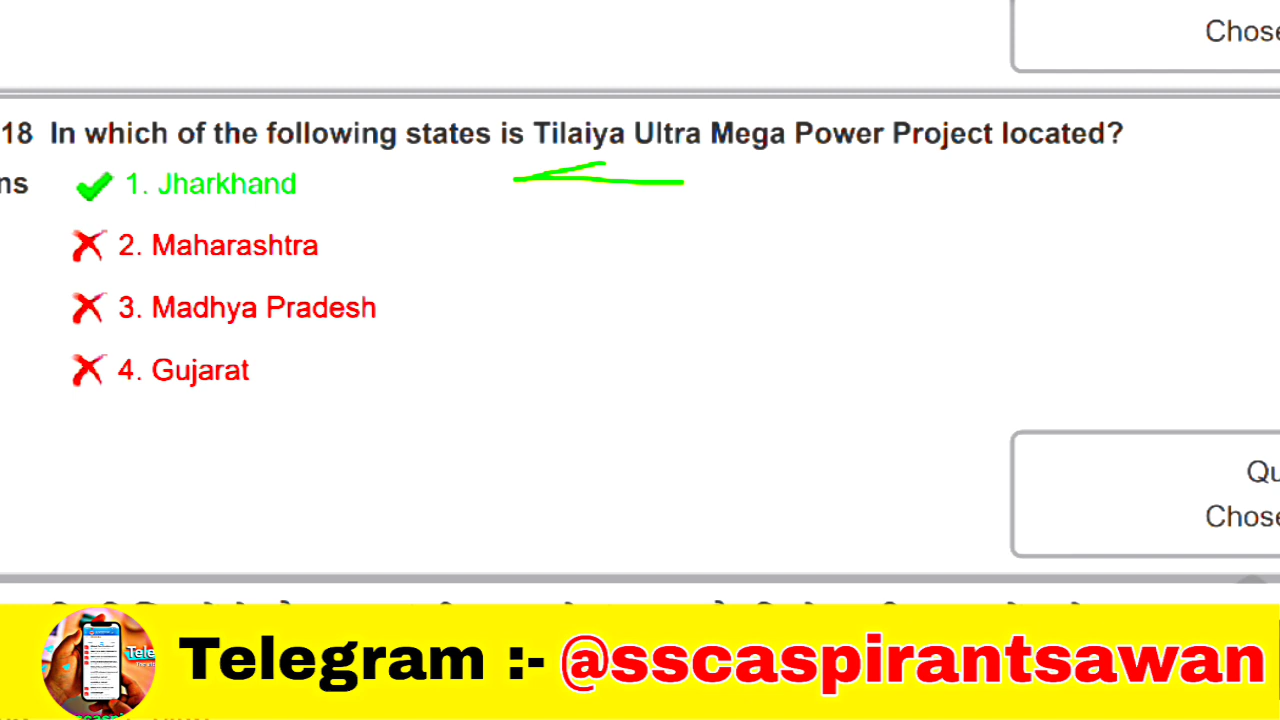 Chose
18 In which of the following states is Tilaiya Ultra Mega Power Project located?
ns
1. Jharkhand
2. Maharashtra
3. Madhya Pradesh
4. Gujarat
Qu
Chose
Telegram :- @sscaspirantsawan